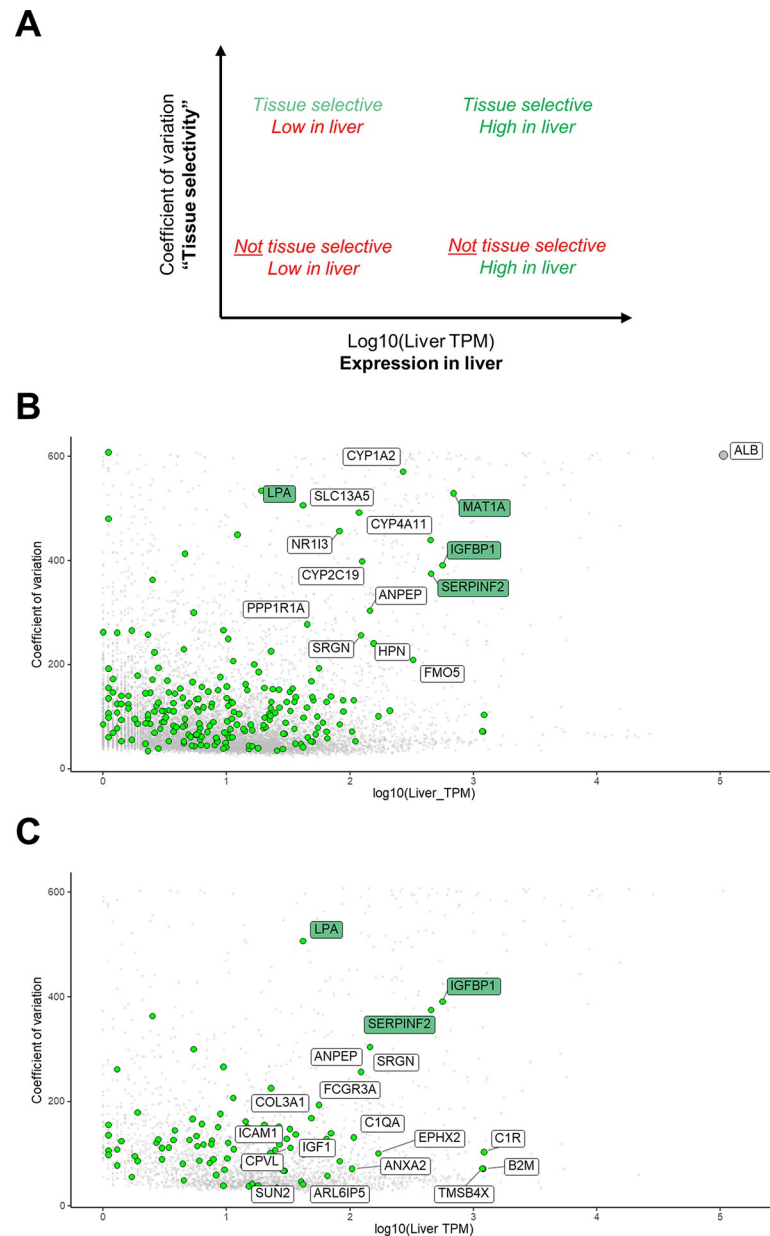 A
Coefficient of variation
“Tissue selectivity”
Tissue selective
Low in liver
Tissue selective
High in liver
Not tissue selective
Low in liver
Not tissue selective
High in liver
Log10(Liver TPM)
Expression in liver
B
Coefficient of variation
600
400
200
0
CYP1A2
ALB
LPA
SLC13A5
MAT1A
CYP4A11
NR1I3
IGFBP1
CYP2C19
SERPINF2
ANPEP
PPP1R1A
SRGN
HPN
FMO5
0
1
2
3
4
5
log10(Liver_TPM)
C
Coefficient of variation
600
400
200
0
LPA
IGFBP1
SERPINF2
ANPEP
SRGN
FCGR3A
COL3A1
C1QA
ICAM1
IGF1
EPHX2
C1R
CPVL
ANXA2
B2M
SUN2
ARL6IP5
TMSB4X
0
1
2
3
4
5
log10(Liver TPM)